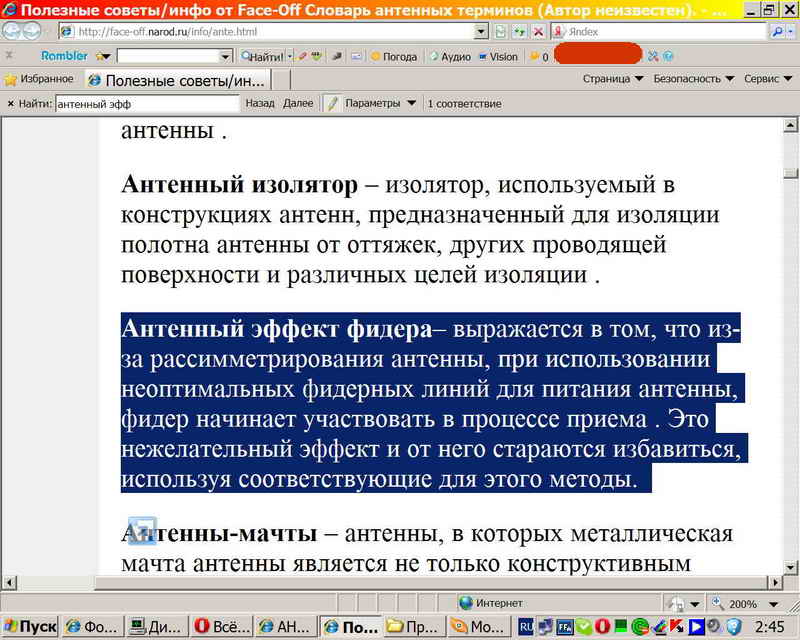 Полезные советы/инфо от Face-Off Словарь антенных терминов (Автор неизвестен). - ...
http://face-off.narod.ru/info/ante.html
Яndex
Rambler
Найти!
Погода
Аудио
Vision
0
Избранное
Полезные советы/ин...
Страница
Безопасность
Сервис
Найти: антенный эфф
Назад
Далее
Параметры
1 соответствие
антенны .
Антенный изолятор – изолятор, используемый в
конструкциях антенн, предназначенный для изоляции
полотна антенны от оттяжек, других проводящей
поверхности и различных целей изоляции .
Антенный эффект фидера– выражается в том, что из-
за рассимметрирования антенны, при использовании
неоптимальных фидерных линий для питания антенны,
фидер начинает участвовать в процессе приема . Это
нежелательный эффект и от него стараются избавиться,
используя соответствующие для этого методы.
Антенны-мачты – антенны, в которых металлическая
мачта антенны является не только конструктивным
Интернет
200%
Пуск
Фо...
Ди...
Всё...
АН...
По...
Пр...
Мо...
RU
2:45